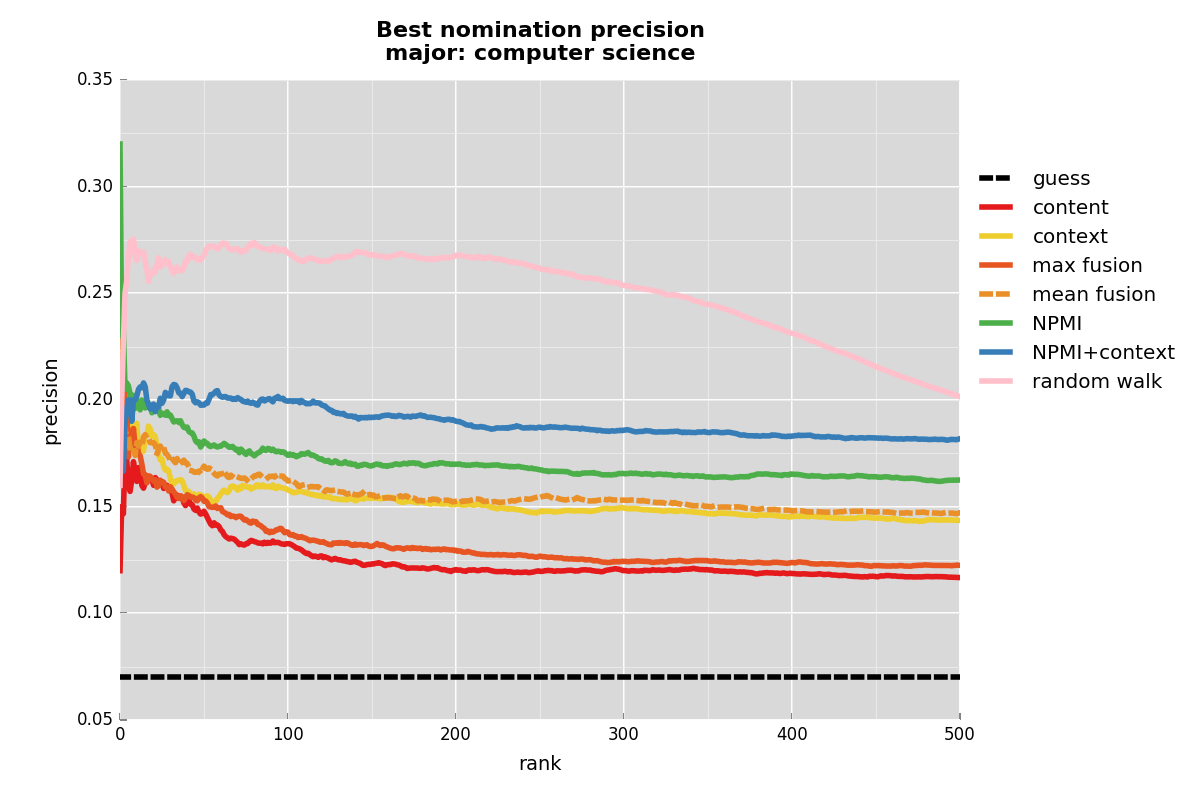 Best nomination precision
major: computer science
0.35
0.30
0.25
0.20
0.15
0.10
0.05
precision
0
100
200
300
400
500
rank
guess
content
context
max fusion
mean fusion
NPMI
NPMI+context
random walk